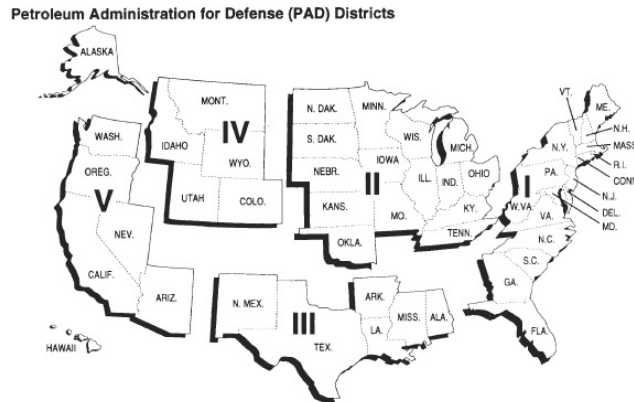 Petroleum Administration for Defense (PAD) Districts
ALASKA
WASH.
OREG.
V
NEV.
CALIF.
ARIZ.
HAWAII
MONT.
IV
IDAHO
WYO.
UTAH
COLO.
N. DAK.
MINN.
S. DAK.
WIS.
MICH.
NEBR.
IOWA
II
ILL.
IND.
OHIO
KANS.
MO.
KY.
OKLA.
TENN.
VT.
ME.
N.H.
N.Y.
MASS
R.I.
CONN
I
PA.
N.J.
W.VA.
DEL.
VA.
MD.
N.C.
S.C.
GA.
FLA.
N. MEX.
III
TEX.
ARK.
LA.
MISS.
ALA.